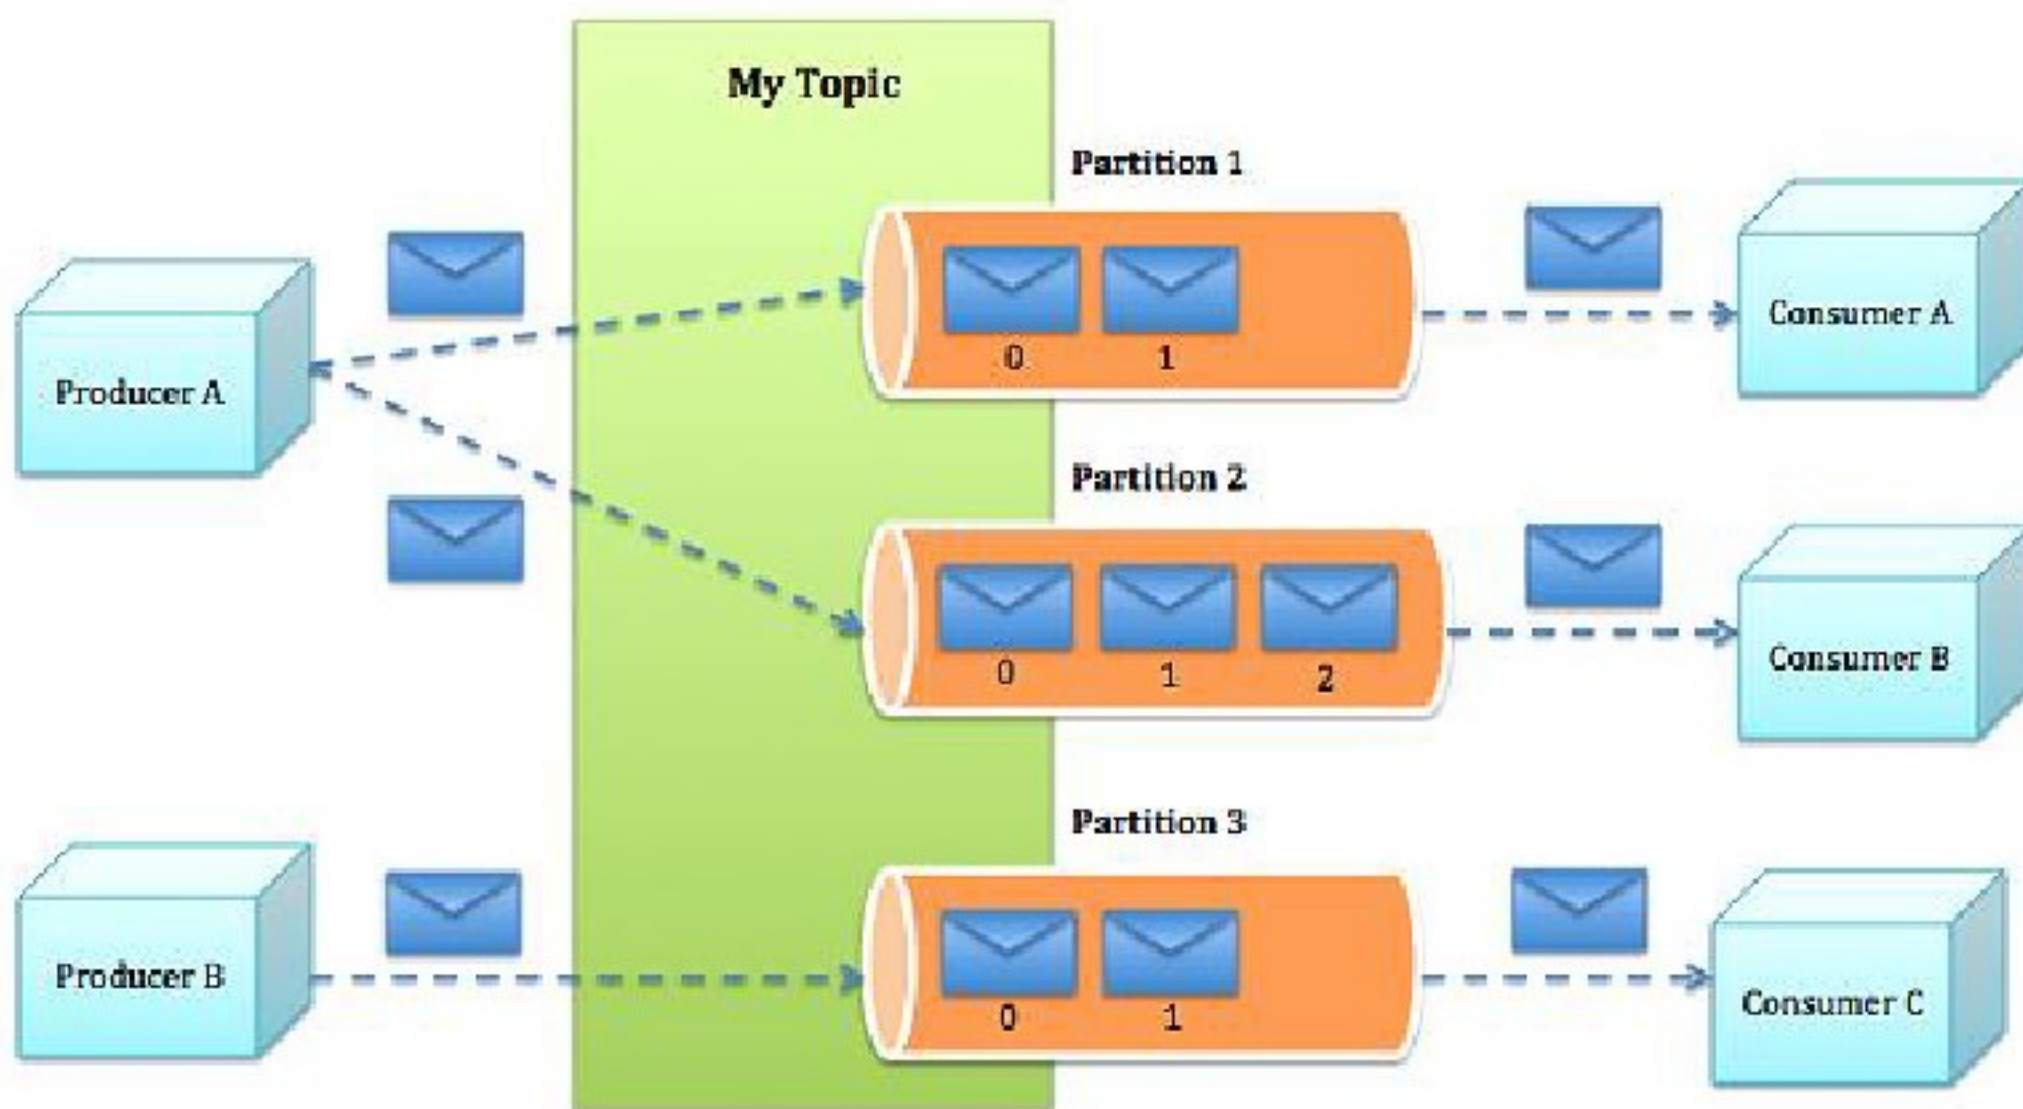 My Topic
Partition 1
Producer A
0 1
Consumer A
Partition 2
0 1 2
Consumer B
Partition 3
Producer B
0 1
Consumer C